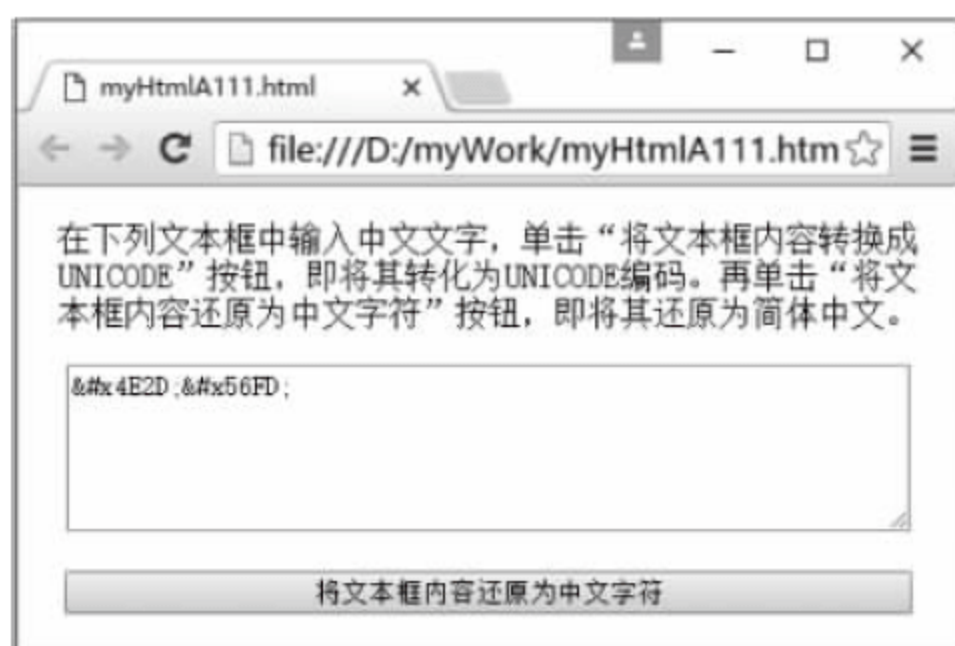 myHtmlA111.html
file:///D:/myWork/myHtmlA111.htm
在下列文本框中输入中文文字，单击“将文本框内容转换成
UNICODE”按钮，即将其转化为UNICODE编码。再单击“将文
本框内容还原为中文字符”按钮，即将其还原为简体中文。
&#x4E2D;&#x56FD;
将文本框内容还原为中文字符